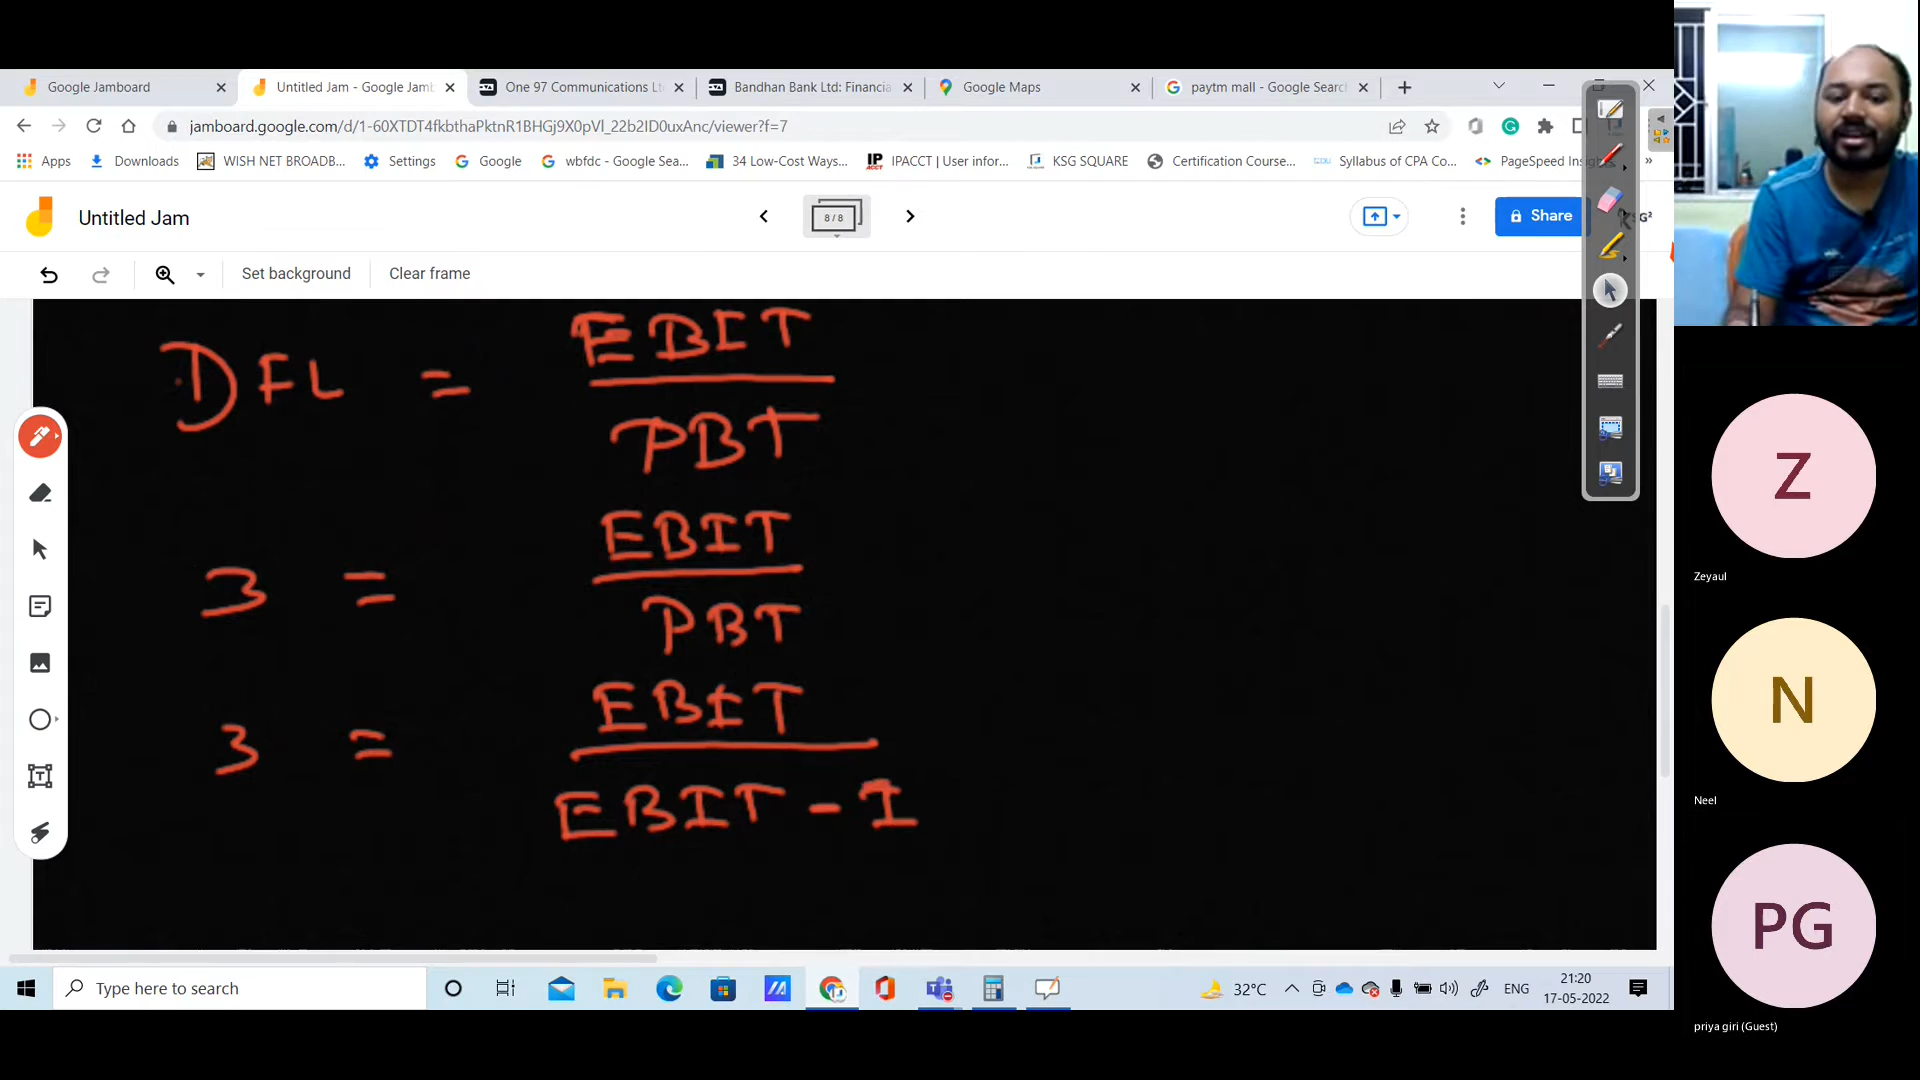 Google Jamboard
Untitled Jam - Google Jamb
One 97 Communications Lt
Bandhan Bank Ltd: Financia
Google Maps
paytm mall - Google Search
jamboard.google.com/d/1-60XTDT4fkbthaPktnR1BHGj9X0pVl_22b2ID0uxAnc/viewer?f=7
Apps
Downloads
WISH NET BROADB...
Settings
Google
wbfdc - Google Sea...
34 Low-Cost Ways...
IP IPACCT | User infor...
KSG SQUARE
Certification Course...
Syllabus of CPA Co...
PageSpeed Insig
»
Untitled Jam
8 / 8
Share
Set background
Clear frame
DFL = EBIT
PBT
3 = EBIT
PBT
3 = EBIT
EBIT - I
Z
Zeyaul
N
Neel
PG
priya giri (Guest)
Type here to search
32°C
ENG
21:20
17-05-2022